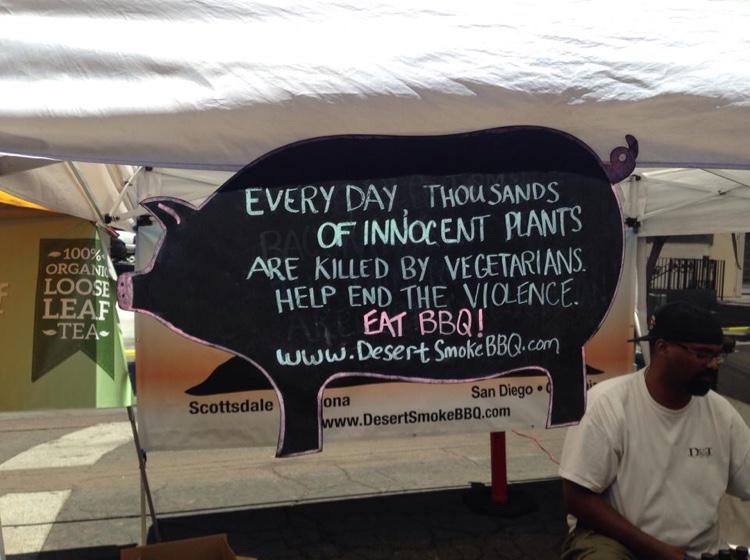 EVERY DAY, THOUSANDS
OF INNOCENT PLANTS
ARE KILLED BY VEGETARIANS.
HELP END THE VIOLENCE.
EAT BBQ!
www.DesertSmokeBBQ.com
Scottsdale
ona
San Diego •
www.DesertSmokeBBQ.com
100%
ORGANIC
LOOSE
LEAF
TEA